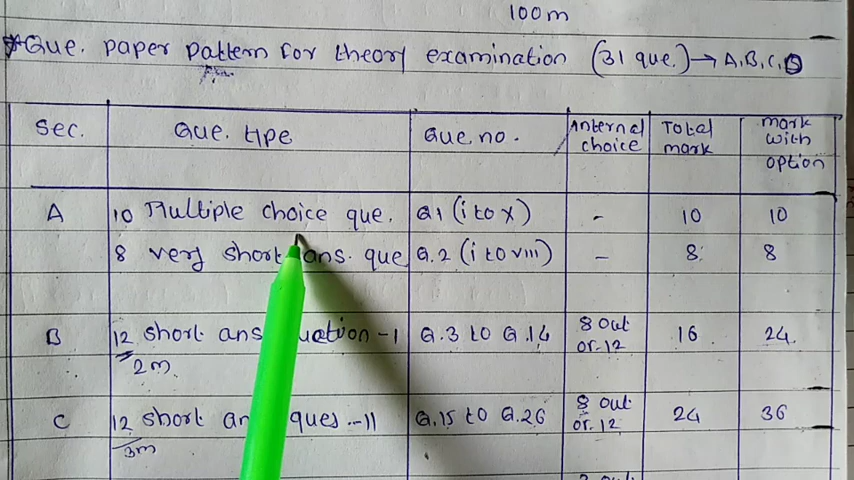 100m
*Que. paper pattern for theory examination (31 que.) → A,B,C,D
Sec. Que. type Que no. Internal choice Total mark mark with option
A 10 Multiple choice que. Q1 (i to x) - 10 10
8 very short ans. que Q.2 (i to viii) - 8 8
B 12 short ans uation -1 Q.3 to Q.14 8 Out of 12 16 24
2m
C 12 short an ques -11 Q.15 to Q.26 8 out of 12 24 36
3m